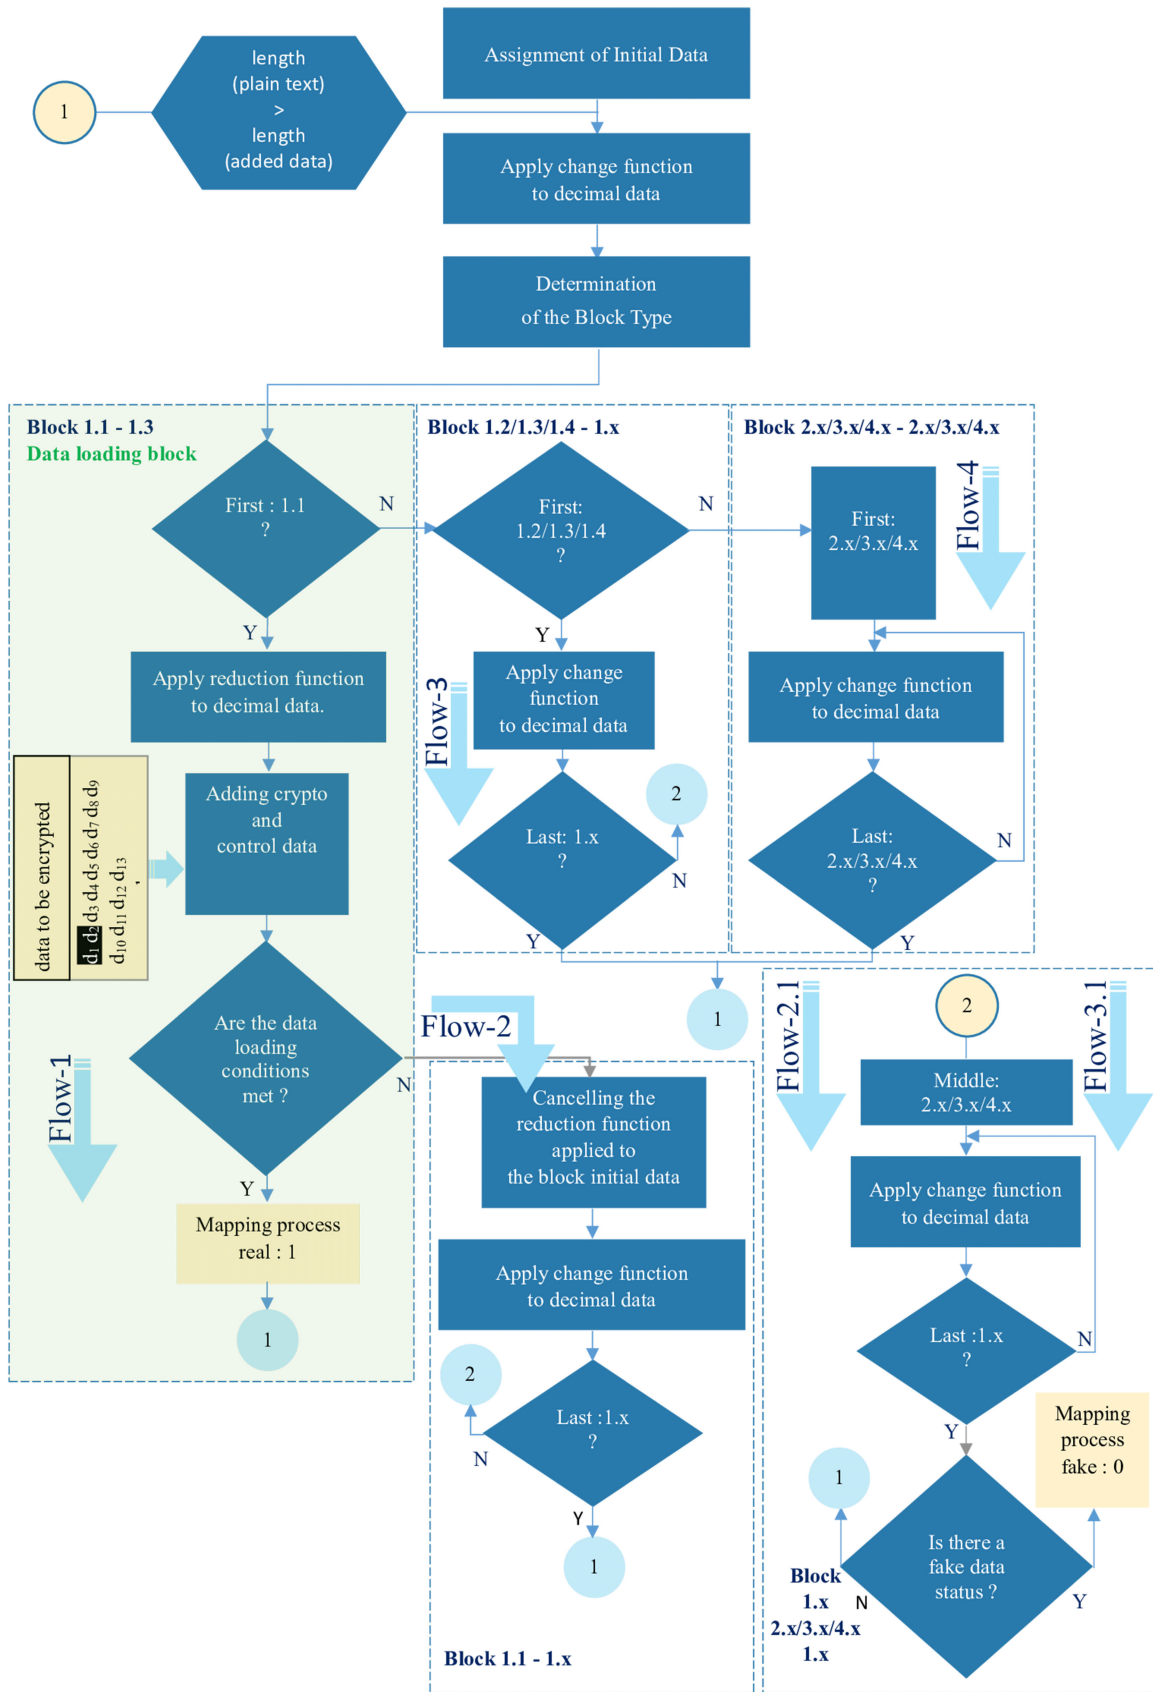 Assignment of Initial Data
1
length
(plain text)
>
length
(added data)
Apply change function
to decimal data
Determination
of the Block Type
Block 1.1 - 1.3
Data loading block
First : 1.1
?
N
Y
Apply reduction function
to decimal data.
data to be encrypted
d1 d2 d3 d4 d5 d6 d7 d8 d9
d10 d11 d12 d13
,
Adding crypto
and
control data
Are the data
loading
conditions
met ?
N
Y
Flow-1
Mapping process
real : 1
1
Block 1.2/1.3/1.4 - 1.x
First:
1.2/1.3/1.4
?
N
Y
Flow-3
Apply change
function
to decimal data
Last: 1.x
?
2
N
Y
Block 2.x/3.x/4.x - 2.x/3.x/4.x
First:
2.x/3.x/4.x
Flow-4
Apply change function
to decimal data
Last:
2.x/3.x/4.x
?
N
Y
1
Flow-2
Cancelling the
reduction function
applied to
the block initial data
Apply change function
to decimal data
2
Last :1.x
?
N
Y
1
Block 1.1 - 1.x
Flow-2.1
2
Flow-3.1
Middle:
2.x/3.x/4.x
Apply change function
to decimal data
Last :1.x
?
N
Y
Mapping
process
fake : 0
1
Is there a
fake data
status ?
N
Y
Block
1.x
2.x/3.x/4.x
1.x